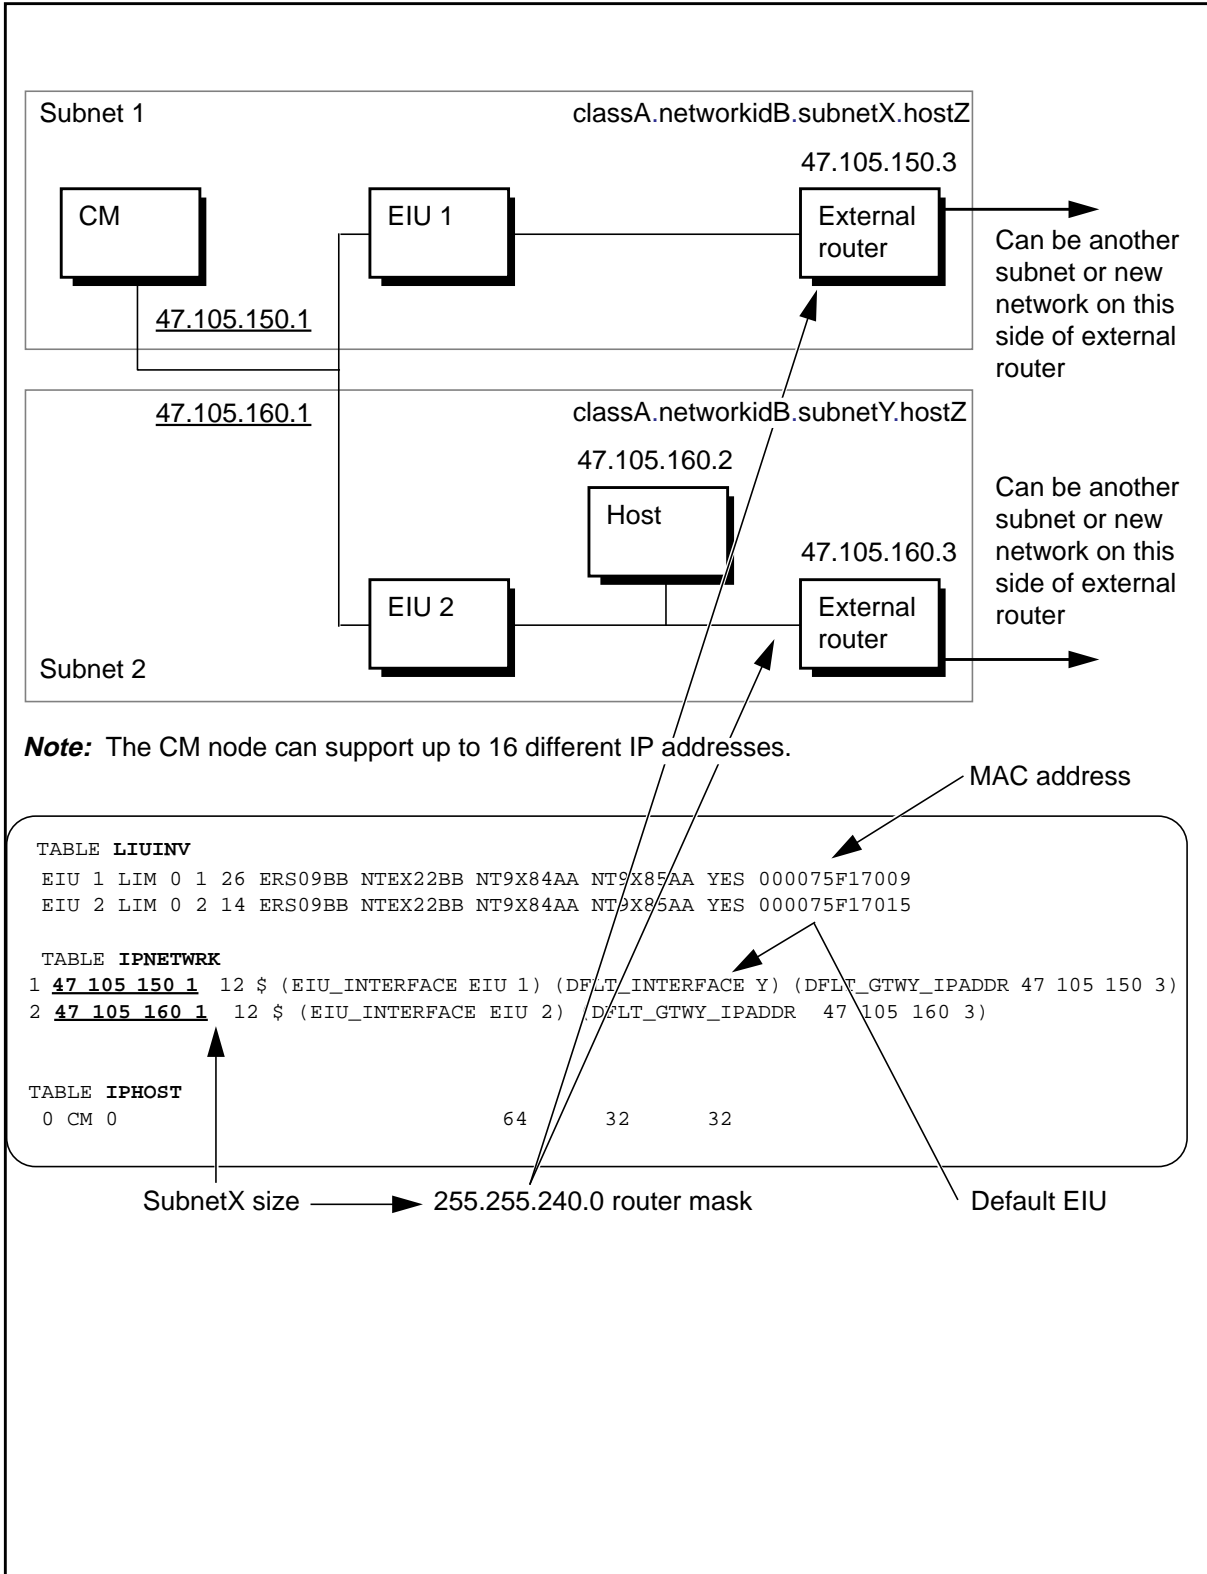 Subnet 1
classA.networkidB.subnetX.hostZ
47.105.150.3
CM
EIU 1
External
router
Can be another
subnet or new
network on this
side of external
router
47.105.150.1
47.105.160.1
classA.networkidB.subnetY.hostZ
47.105.160.2
Host
47.105.160.3
EIU 2
External
router
Can be another
subnet or new
network on this
side of external
router
Subnet 2
Note: The CM node can support up to 16 different IP addresses.
MAC address
TABLE LIUINV
EIU 1 LIM 0 1 26 ERS09BB NTEX22BB NT9X84AA NT9X85AA YES 000075F17009
EIU 2 LIM 0 2 14 ERS09BB NTEX22BB NT9X84AA NT9X85AA YES 000075F17015
TABLE IPNETWRK
1 47 105 150 1 12 $ (EIU_INTERFACE EIU 1) (DFLT_INTERFACE Y) (DFLT_GTWY_IPADDR 47 105 150 3)
2 47 105 160 1 12 $ (EIU_INTERFACE EIU 2) (DFLT_GTWY_IPADDR 47 105 160 3)
TABLE IPHOST
0 CM 0 64 32 32
SubnetX size
255.255.240.0 router mask
Default EIU